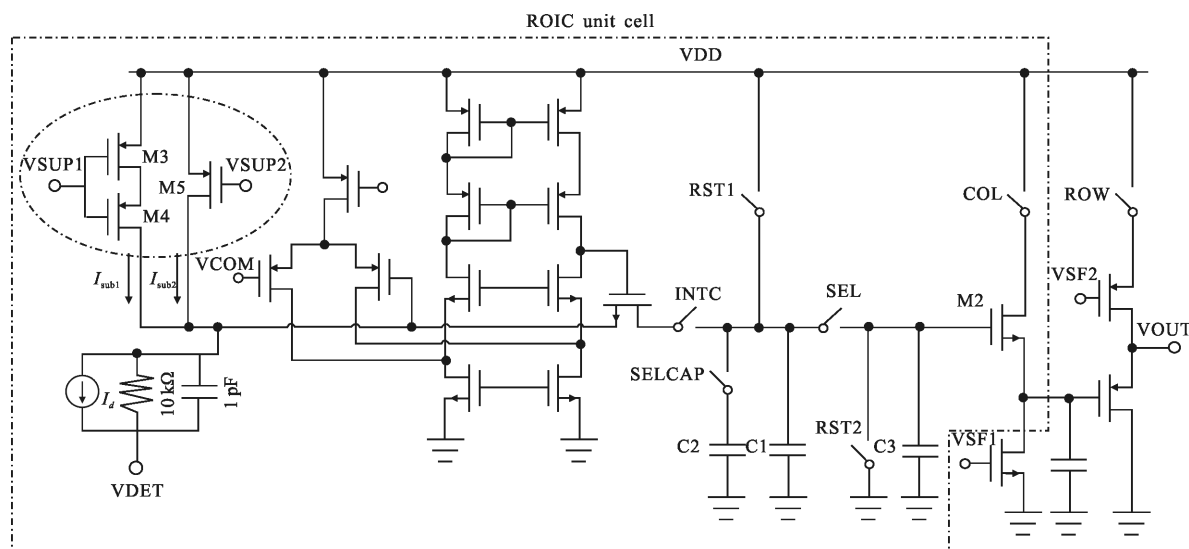 ROIC unit cell
VDD
VSUP1
M3
M5
VSUP2
M4
RST1
COL
ROW
Isub1
Isub2
VCOM
INTC
SEL
M2
VSF2
VOUT
SELCAP
Id
10 kΩ
1 pF
C2
C1
RST2
C3
VSF1
VDET